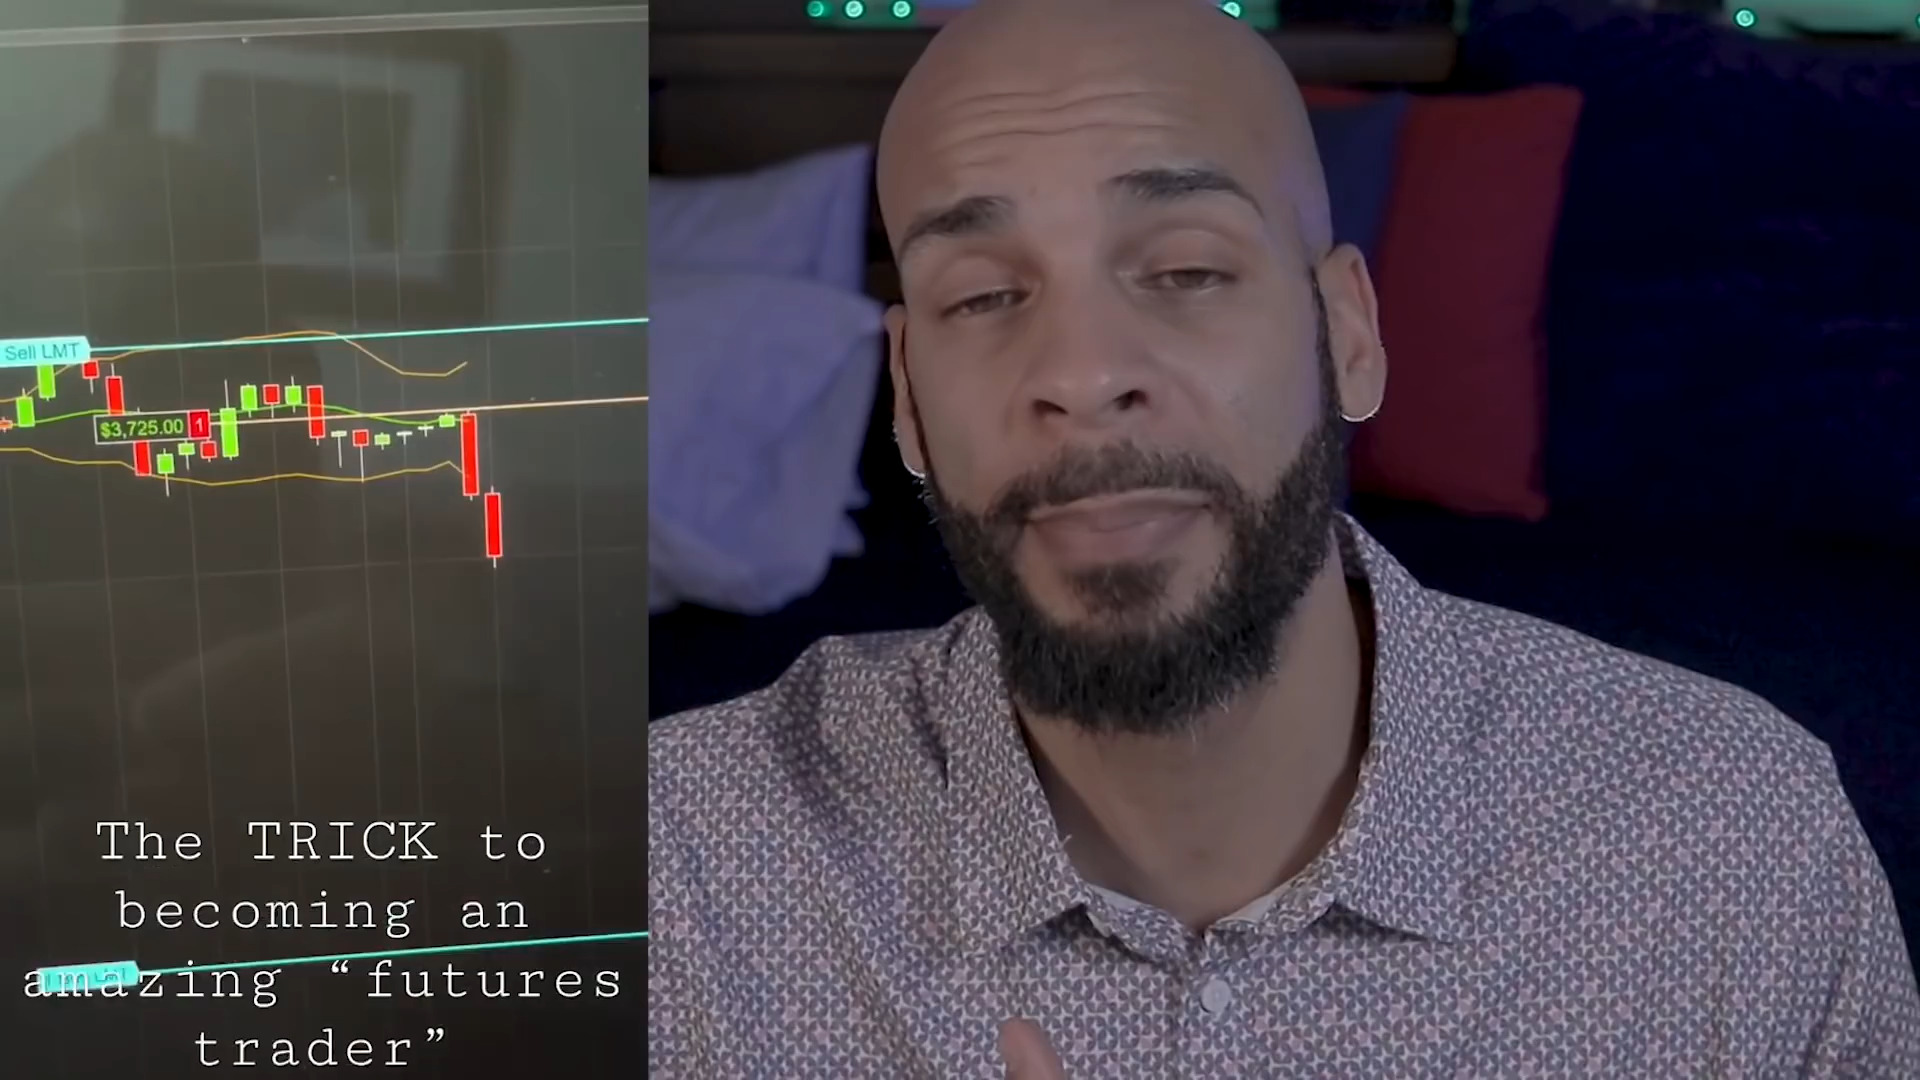 Sell LMT
$3,725.00 1
The TRICK to
becoming an
amazing “futures
trader”